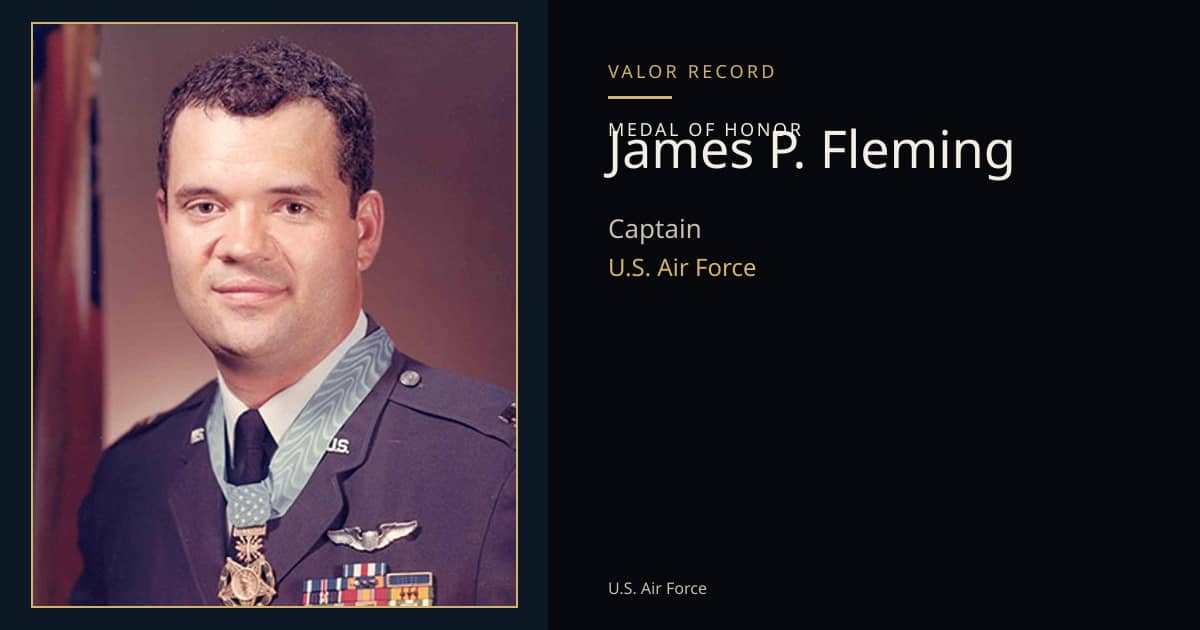 VALOR RECORD
MEDAL OF HONOR
James P. Fleming
Captain
U.S. Air Force
U.S. Air Force
U.S.